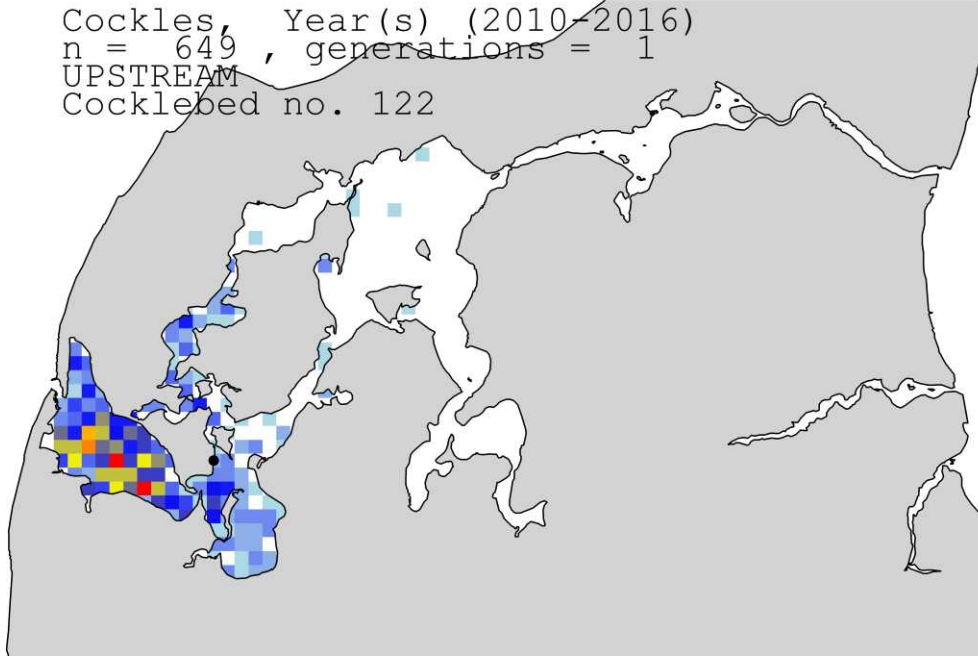 Cockles,   Year(s) (2010-2016)
n =   649 , generations =   1
UPSTREAM
Cocklebed no. 122